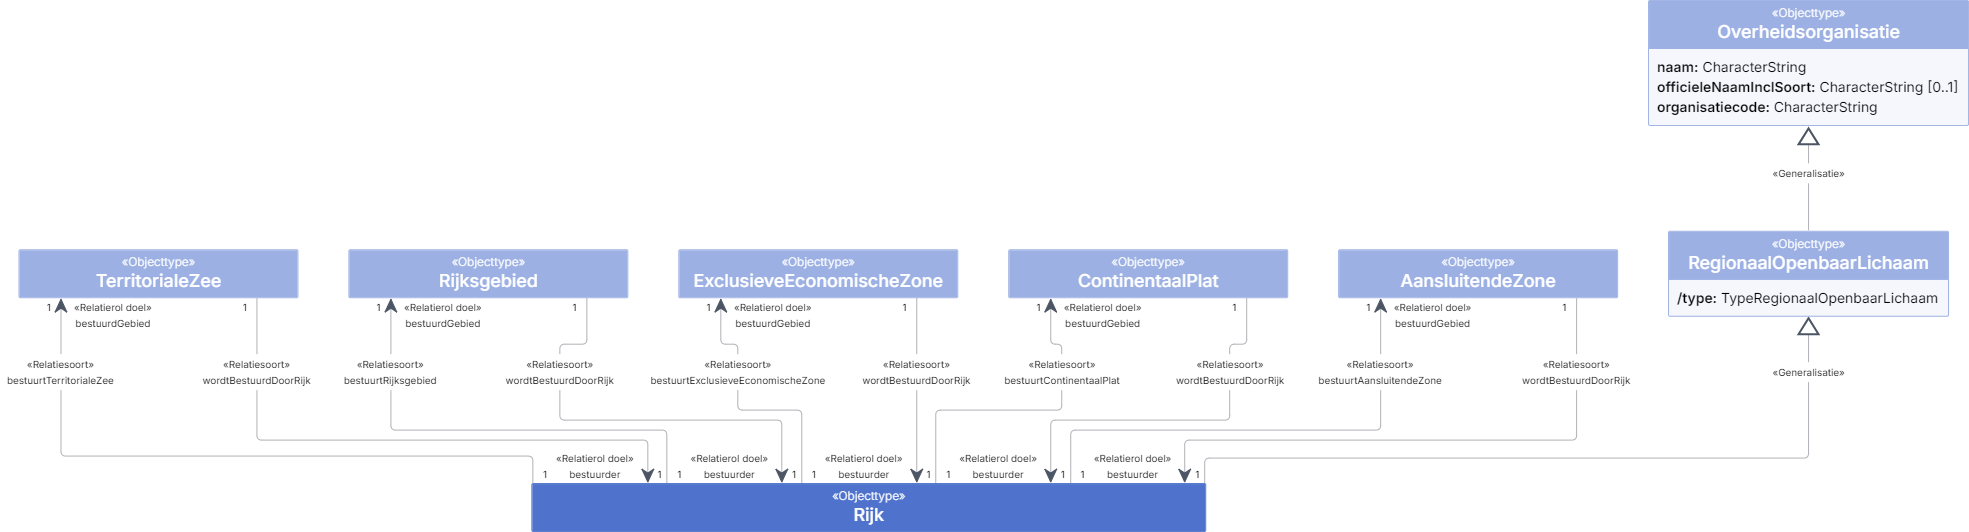 «Objecttype»
Overheidsorganisatie
naam: CharacterString
officieleNaamInclSoort: CharacterString [0..1]
organisatiecode: CharacterString
«Generalisatie»
«Objecttype»
TerritorialeZee
«Objecttype»
Rijksgebied
«Objecttype»
ExclusieveEconomischeZone
«Objecttype»
ContinentaalPlat
«Objecttype»
AansluitendeZone
«Objecttype»
RegionaalOpenbaarLichaam
/type: TypeRegionaalOpenbaarLichaam
1 «Relatierol doel» 1
bestuurdGebied
1 «Relatierol doel» 1
bestuurdGebied
1 «Relatierol doel» 1
bestuurdGebied
1 «Relatierol doel» 1
bestuurdGebied
1 «Relatierol doel» 1
bestuurdGebied
«Relatiesoort»
bestuurtTerritorialeZee
«Relatiesoort»
wordtBestuurdDoorRijk
«Relatiesoort»
bestuurtRijksgebied
«Relatiesoort»
wordtBestuurdDoorRijk
«Relatiesoort»
bestuurtExclusieveEconomischeZone
«Relatiesoort»
wordtBestuurdDoorRijk
«Relatiesoort»
bestuurtContinentaalPlat
«Relatiesoort»
wordtBestuurdDoorRijk
«Relatiesoort»
bestuurtAansluitendeZone
«Relatiesoort»
wordtBestuurdDoorRijk
«Generalisatie»
«Relatierol doel»
1 bestuurder 1
«Relatierol doel»
1 bestuurder 1
«Relatierol doel»
1 bestuurder 1
«Relatierol doel»
1 bestuurder 1
«Relatierol doel»
1 bestuurder 1
«Objecttype»
Rijk